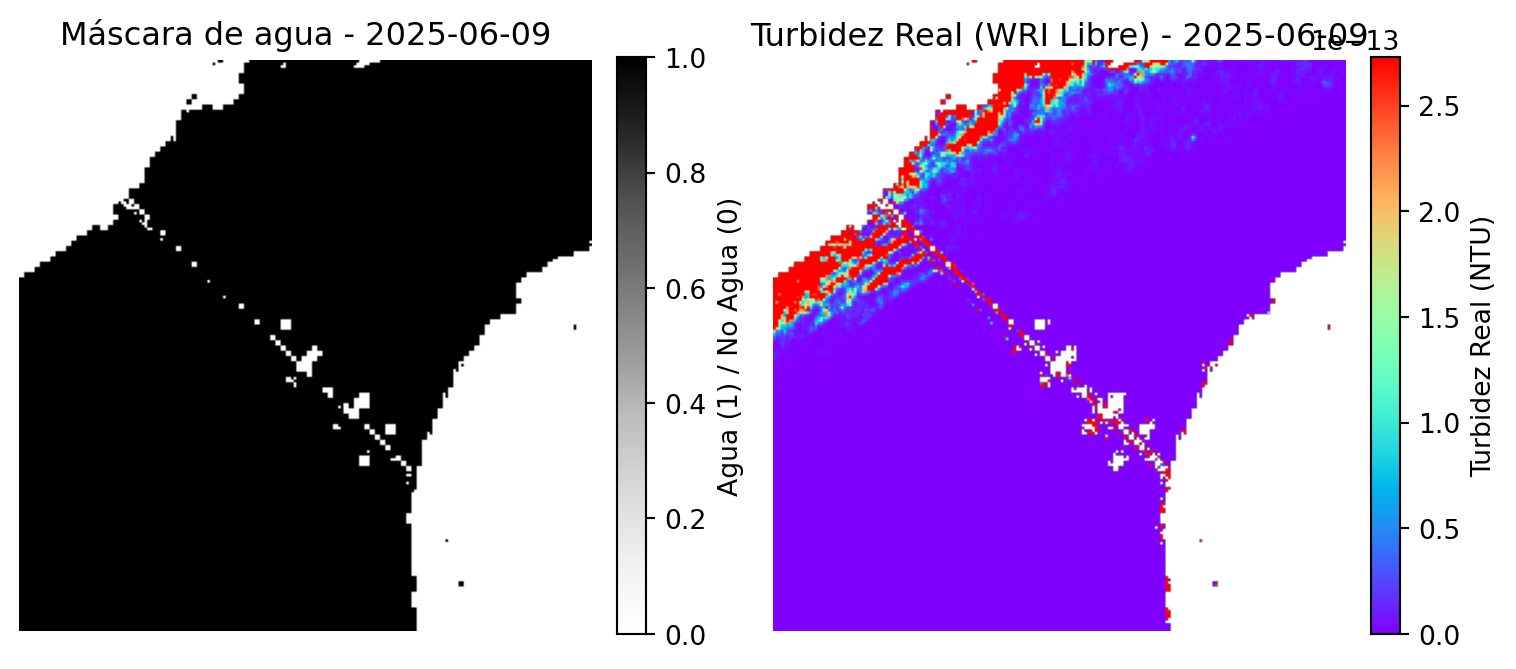 Máscara de agua - 2025-06-09
1.0
0.8
0.6
0.4
0.2
0.0
Agua (1) / No Agua (0)
Turbidez Real (WRI Libre) - 2025-06-09
1e−13
2.5
2.0
1.5
1.0
0.5
0.0
Turbidez Real (NTU)